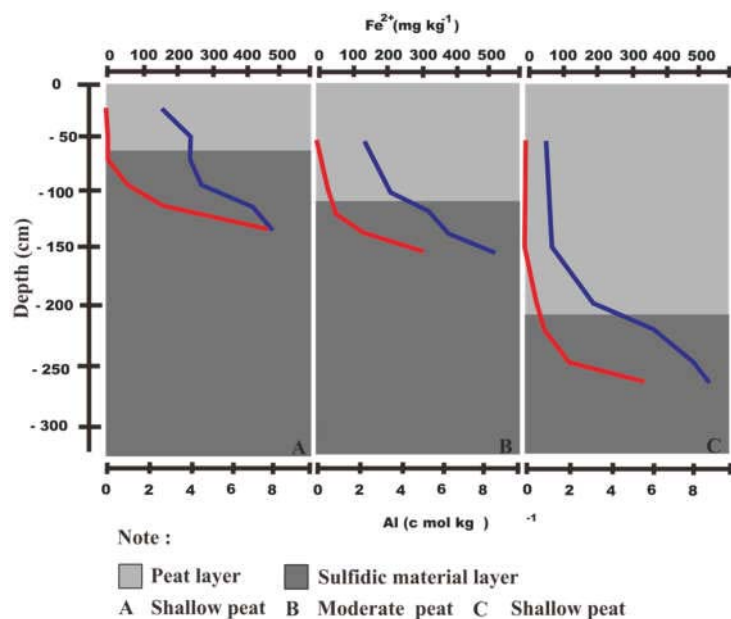 Fe2+(mg kg-1)
0 100 200 300 400 500 0 100 200 300 400 500 0 100 200 300 400 500
0
- 50
- 100
- 150
- 200
- 250
- 300
Depth (cm)
A B C
0 2 4 6 8 0 2 4 6 8 0 2 4 6 8
Al (c mol kg ) -1
Note :
Peat layer Sulfidic material layer
A Shallow peat B Moderate peat C Shallow peat